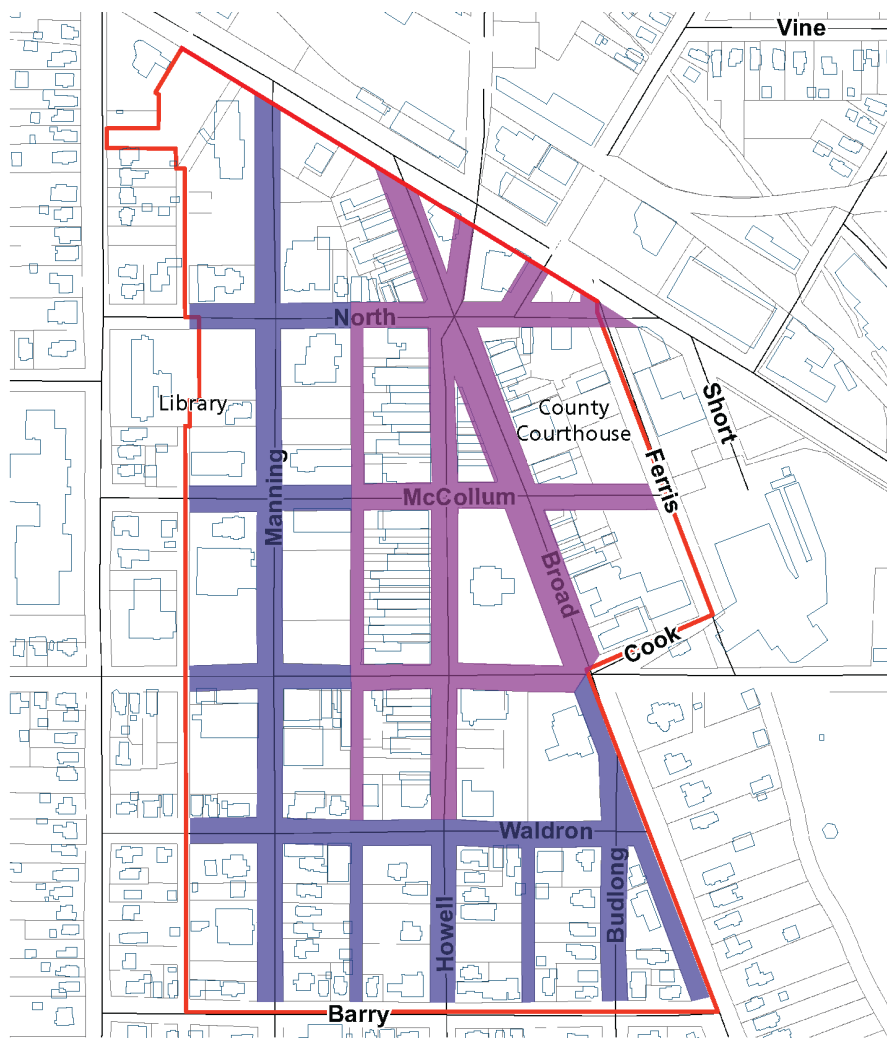 Vine
North
Library
County
Courthouse
Short
Manning
McCollum
Ferris
Broad
Cook
Waldron
Howell
Budlong
Barry